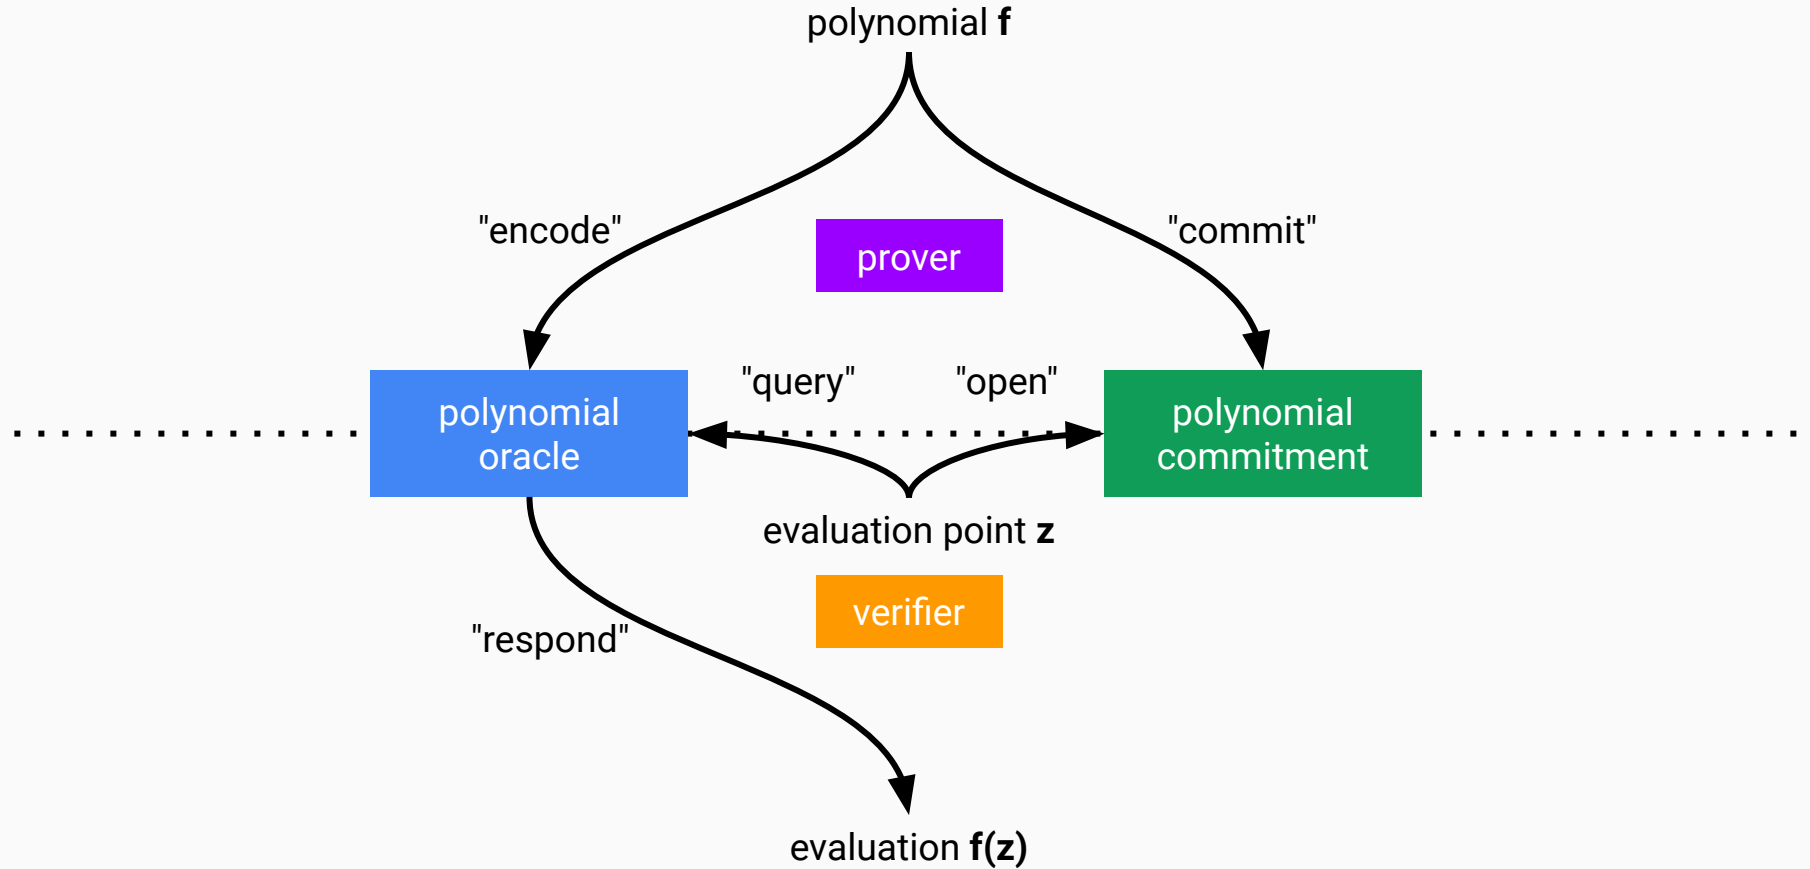 polynomial f
"encode"
"commit"
prover
"query"
"open"
polynomial
oracle
polynomial
commitment
evaluation point z
verifier
"respond"
evaluation f(z)